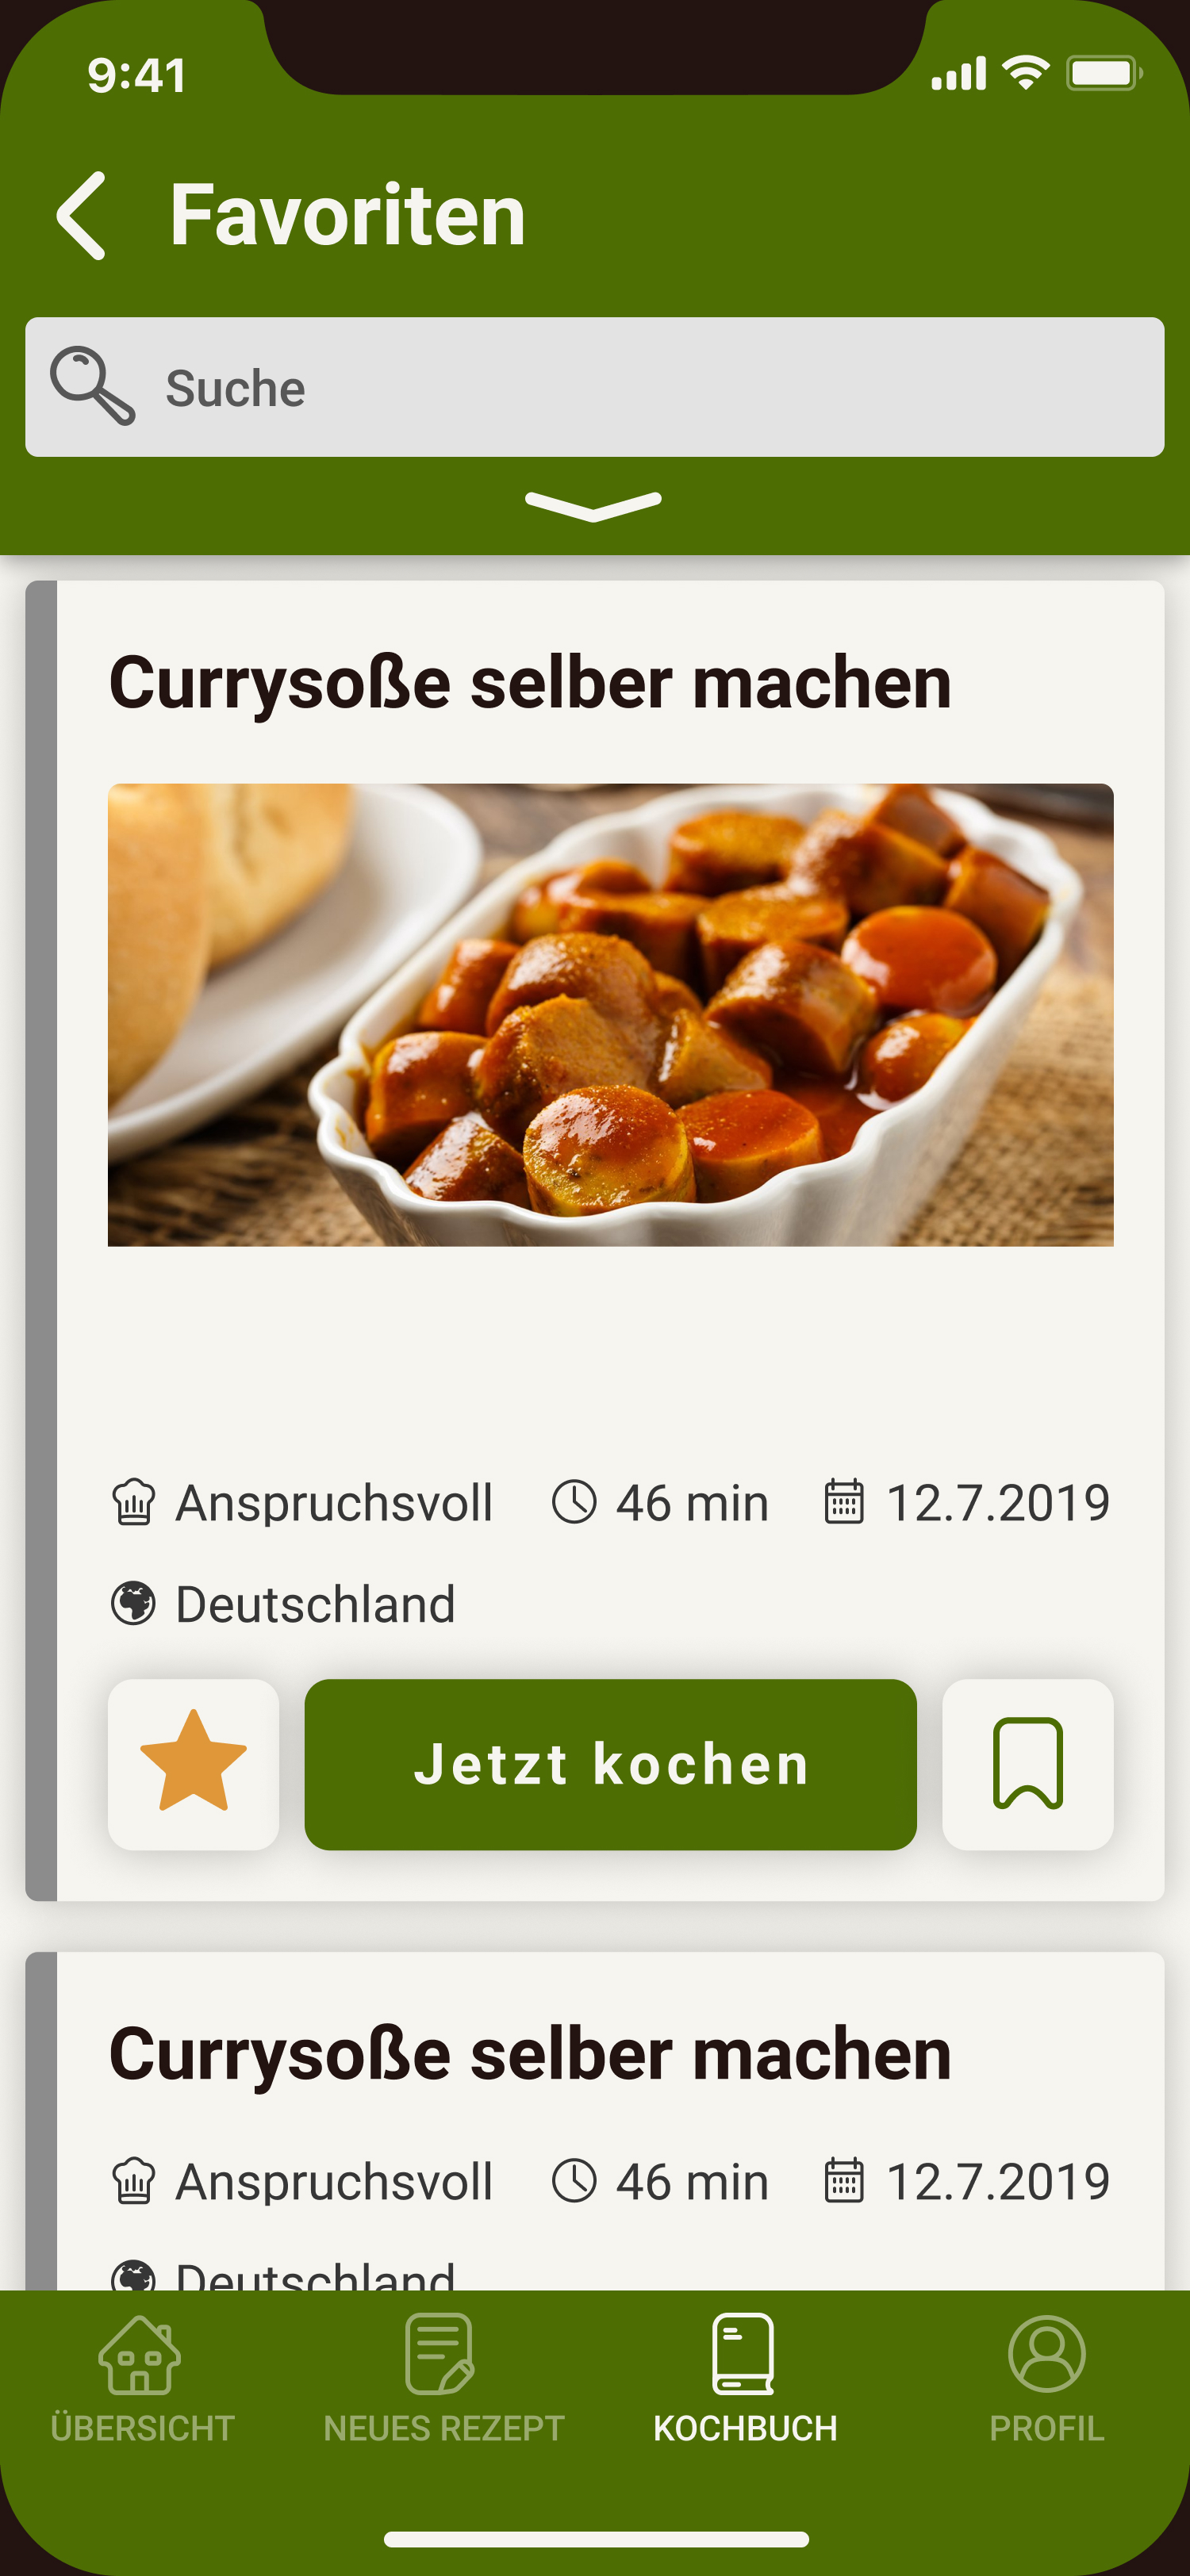 9:41
Favoriten
Suche
Currysoße selber machen
Anspruchsvoll 46 min 12.7.2019
Deutschland
Jetzt kochen
Currysoße selber machen
Anspruchsvoll 46 min 12.7.2019
Deutschland
ÜBERSICHT NEUES REZEPT KOCHBUCH PROFIL